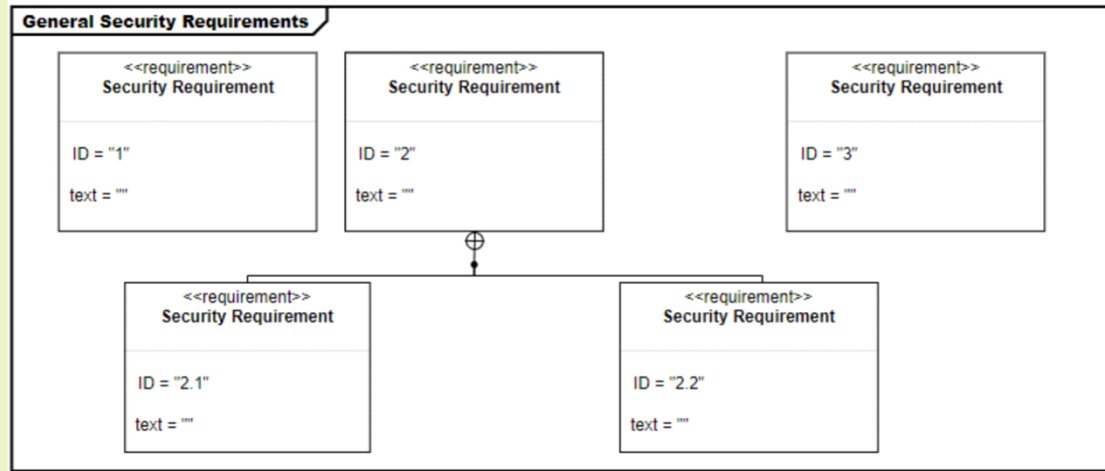 General Security Requirements
<<requirement>>
Security Requirement
ID = "1"
text = ""
<<requirement>>
Security Requirement
ID = "2"
text = ""
<<requirement>>
Security Requirement
ID = "3"
text = ""
<<requirement>>
Security Requirement
ID = "2.1"
text = ""
<<requirement>>
Security Requirement
ID = "2.2"
text = ""